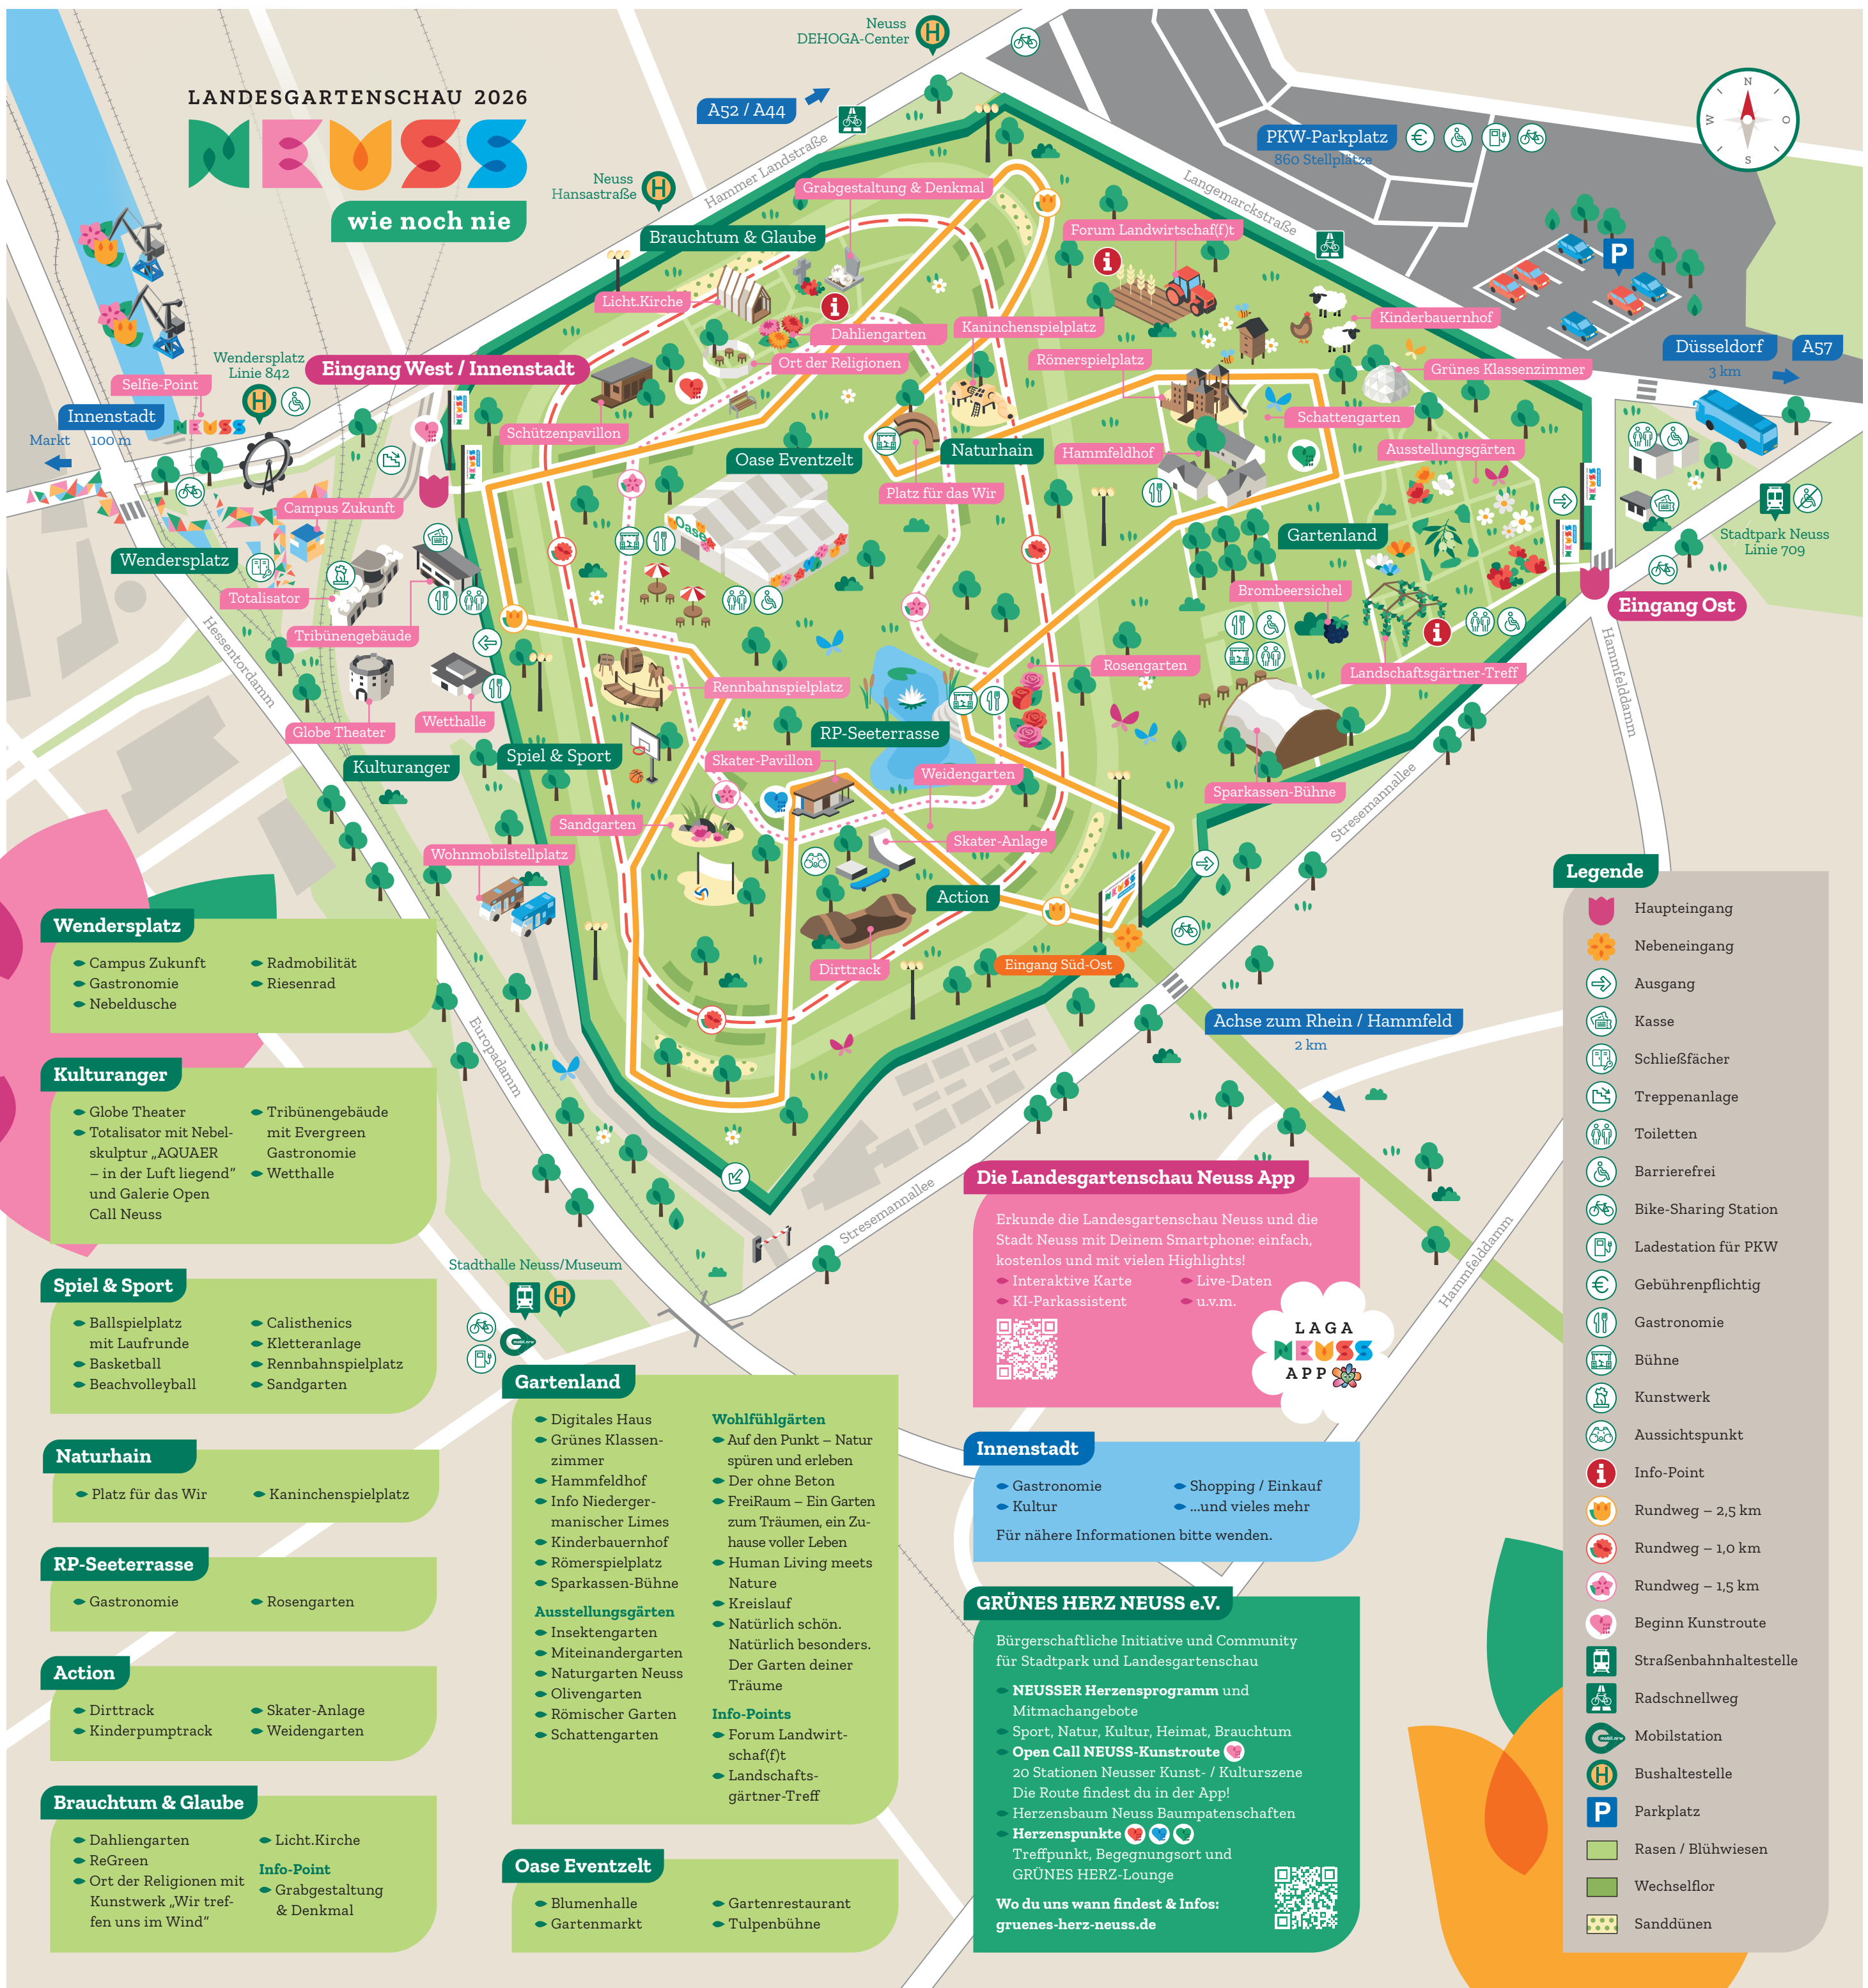 LANDESGARTENSCHAU 2026
NEUSS
wie noch nie
Neuss
DEHOGA-Center
H
A52 / A44
Neuss
Hansastraße
H
Hammer Landstraße
Langemarckstraße
PKW-Parkplatz
860 Stellplätze
N
W
O
S
P
Düsseldorf
A57
3 km
Grabgestaltung & Denkmal
Brauchtum & Glaube
Forum Landwirtschaf(f)t
Licht.Kirche
Dahliengarten
Kaninchenspielplatz
Kinderbauernhof
Ort der Religionen
Römerspielplatz
Grünes Klassenzimmer
Wendersplatz
Linie 842
H
Eingang West / Innenstadt
Selfie-Point
Innenstadt
NEUSS
Markt
100 m
Schützenpavillon
Schattengarten
Oase Eventzelt
Naturhain
Hammfeldhof
Ausstellungsgärten
Platz für das Wir
Campus Zukunft
Oase
Gartenland
Stadtpark Neuss
Linie 709
Wendersplatz
Totalisator
Brombeersichel
Eingang Ost
Tribünengebäude
Hessentordamm
Hammfelddamm
Rosengarten
Landschaftsgärtner-Treff
Rennbahnspielplatz
Wetthalle
Globe Theater
RP-Seeterrasse
Kulturanger
Spiel & Sport
Skater-Pavillon
Weidengarten
Sparkassen-Bühne
Sandgarten
Skater-Anlage
Stresemannallee
Wohnmobilstellplatz
Action
NEUSS
Dirttrack
Eingang Süd-Ost
Achse zum Rhein / Hammfeld
2 km
Europadamm
Stresemannallee
Hammfelddamm
Stadthalle Neuss/Museum
H
mobil.nrw
Wendersplatz
Campus Zukunft
Gastronomie
Nebeldusche
Radmobilität
Riesenrad
Kulturanger
Globe Theater
Totalisator mit Nebel-
skulptur „AQUAER
– in der Luft liegend“
und Galerie Open
Call Neuss
Tribünengebäude
mit Evergreen
Gastronomie
Wetthalle
Spiel & Sport
Ballspielplatz
mit Laufrunde
Basketball
Beachvolleyball
Calisthenics
Kletteranlage
Rennbahnspielplatz
Sandgarten
Naturhain
Platz für das Wir
Kaninchenspielplatz
RP-Seeterrasse
Gastronomie
Rosengarten
Action
Dirttrack
Kinderpumptrack
Skater-Anlage
Weidengarten
Brauchtum & Glaube
Dahliengarten
ReGreen
Ort der Religionen mit
Kunstwerk „Wir tref-
fen uns im Wind“
Licht.Kirche
Info-Point
Grabgestaltung
& Denkmal
Gartenland
Digitales Haus
Grünes Klassen-
zimmer
Hammfeldhof
Info Niederger-
manischer Limes
Kinderbauernhof
Römerspielplatz
Sparkassen-Bühne
Ausstellungsgärten
Insektengarten
Miteinandergarten
Naturgarten Neuss
Olivengarten
Römischer Garten
Schattengarten
Wohlfühlgärten
Auf den Punkt – Natur
spüren und erleben
Der ohne Beton
FreiRaum – Ein Garten
zum Träumen, ein Zu-
hause voller Leben
Human Living meets
Nature
Kreislauf
Natürlich schön.
Natürlich besonders.
Der Garten deiner
Träume
Info-Points
Forum Landwirt-
schaf(f)t
Landschafts-
gärtner-Treff
Oase Eventzelt
Blumenhalle
Gartenmarkt
Gartenrestaurant
Tulpenbühne
Die Landesgartenschau Neuss App
Erkunde die Landesgartenschau Neuss und die
Stadt Neuss mit Deinem Smartphone: einfach,
kostenlos und mit vielen Highlights!
Interaktive Karte
KI-Parkassistent
Live-Daten
u.v.m.
LAGA
NEUSS
APP
Innenstadt
Gastronomie
Kultur
Shopping / Einkauf
...und vieles mehr
Für nähere Informationen bitte wenden.
GRÜNES HERZ NEUSS e.V.
Bürgerschaftliche Initiative und Community
für Stadtpark und Landesgartenschau
NEUSSER Herzensprogramm und
Mitmachangebote
Sport, Natur, Kultur, Heimat, Brauchtum
Open Call NEUSS-Kunstroute
20 Stationen Neusser Kunst- / Kulturszene
Die Route findest du in der App!
Herzensbaum Neuss Baumpatenschaften
Herzenspunkte
Treffpunkt, Begegnungsort und
GRÜNES HERZ-Lounge
Wo du uns wann findest & Infos:
gruenes-herz-neuss.de
Legende
Haupteingang
Nebeneingang
Ausgang
Kasse
Schließfächer
Treppenanlage
Toiletten
Barrierefrei
Bike-Sharing Station
Ladestation für PKW
Gebührenpflichtig
Gastronomie
Bühne
Kunstwerk
Aussichtspunkt
Info-Point
Rundweg – 2,5 km
Rundweg – 1,0 km
Rundweg – 1,5 km
Beginn Kunstroute
Straßenbahnhaltestelle
Radschnellweg
Mobilstation
Bushaltestelle
Parkplatz
Rasen / Blühwiesen
Wechselflor
Sanddünen